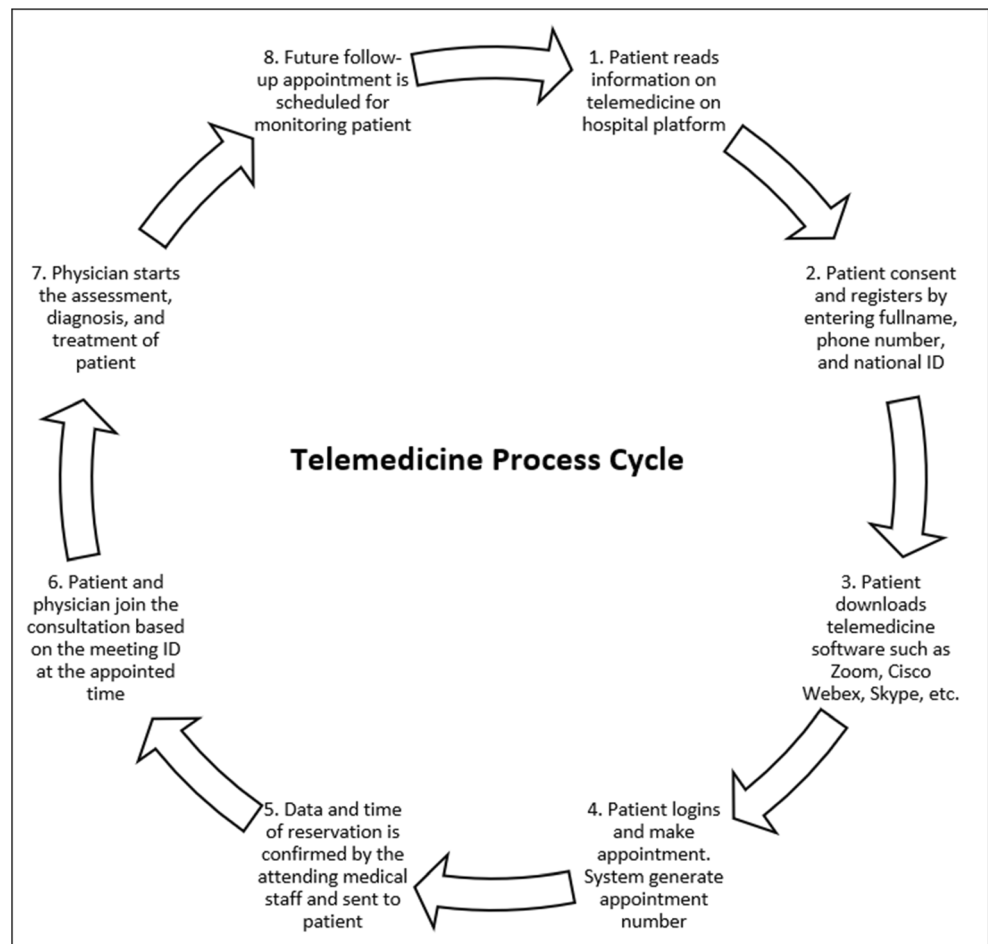 1. Patient reads
information on
telemedicine on
hospital platform
2. Patient consent
and registers by
entering fullname,
phone number,
and national ID
3. Patient
downloads
telemedicine
software such as
Zoom, Cisco
Webex, Skype, etc.
4. Patient logins
and make
appointment.
System generate
appointment
number
5. Data and time
of reservation is
confirmed by the
attending medical
staff and sent to
patient
6. Patient and
physician join the
consultation based
on the meeting ID
at the appointed
time
7. Physician starts
the assessment,
diagnosis, and
treatment of
patient
8. Future follow-
up appointment is
scheduled for
monitoring patient
Telemedicine Process Cycle